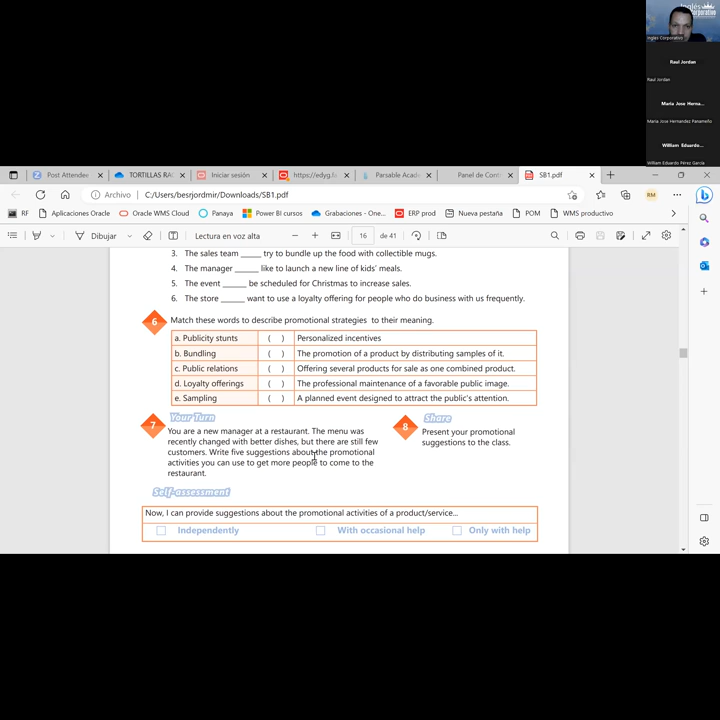 Inglés
Corporativo
Inglés Corporativo
Raul Jordan
Raul Jordan
Maria Jose Herna...
Maria Jose Hernandez Panameño
William Eduardo...
William Eduardo Pérez García
Post Attendee
TORTILLAS RA
Iniciar sesión
https://edyg.fa
Parsable Acade
Panel de Cont
SB1.pdf
Archivo
C:/Users/besrjordmir/Downloads/SB1.pdf
RM
RF
Aplicaciones Oracle
Oracle WMS Cloud
Panaya
Power BI cursos
Grabaciones - One...
ERP prod
Nueva pestaña
POM
WMS productivo
Dibujar
Lectura en voz alta
16
de 41
3. The sales team _____ try to bundle up the food with collectible mugs.
4. The manager ______ like to launch a new line of kids' meals.
5. The event ______ be scheduled for Christmas to increase sales.
6. The store ______ want to use a loyalty offering for people who do business with us frequently.
6 Match these words to describe promotional strategies to their meaning.
a. Publicity stunts ( ) Personalized incentives
b. Bundling ( ) The promotion of a product by distributing samples of it.
c. Public relations ( ) Offering several products for sale as one combined product.
d. Loyalty offerings ( ) The professional maintenance of a favorable public image.
e. Sampling ( ) A planned event designed to attract the public's attention.
7 Your Turn
You are a new manager at a restaurant. The menu was
recently changed with better dishes, but there are still few
customers. Write five suggestions about the promotional
activities you can use to get more people to come to the
restaurant.
8 Share
Present your promotional
suggestions to the class.
Self-assessment
Now, I can provide suggestions about the promotional activities of a product/service...
Independently
With occasional help
Only with help